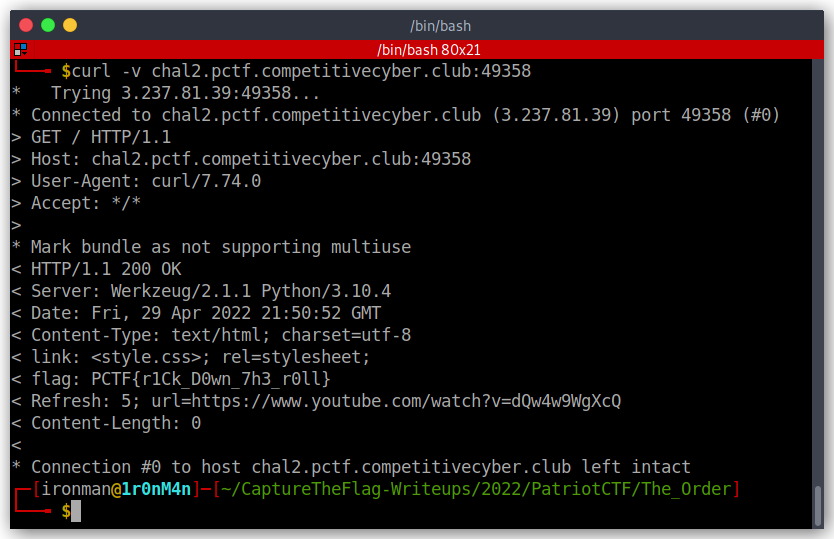 /bin/bash
/bin/bash 80x21
$curl -v chal2.pctf.competitivecyber.club:49358
*   Trying 3.237.81.39:49358...
* Connected to chal2.pctf.competitivecyber.club (3.237.81.39) port 49358 (#0)
> GET / HTTP/1.1
> Host: chal2.pctf.competitivecyber.club:49358
> User-Agent: curl/7.74.0
> Accept: */*
>
* Mark bundle as not supporting multiuse
< HTTP/1.1 200 OK
< Server: Werkzeug/2.1.1 Python/3.10.4
< Date: Fri, 29 Apr 2022 21:50:52 GMT
< Content-Type: text/html; charset=utf-8
< link: <style.css>; rel=stylesheet;
< flag: PCTF{r1Ck_D0wn_7h3_r0ll}
< Refresh: 5; url=https://www.youtube.com/watch?v=dQw4w9WgXcQ
< Content-Length: 0
<
* Connection #0 to host chal2.pctf.competitivecyber.club left intact
[ironman@1r0nM4n]─[~/CaptureTheFlag-Writeups/2022/PatriotCTF/The_Order]
$